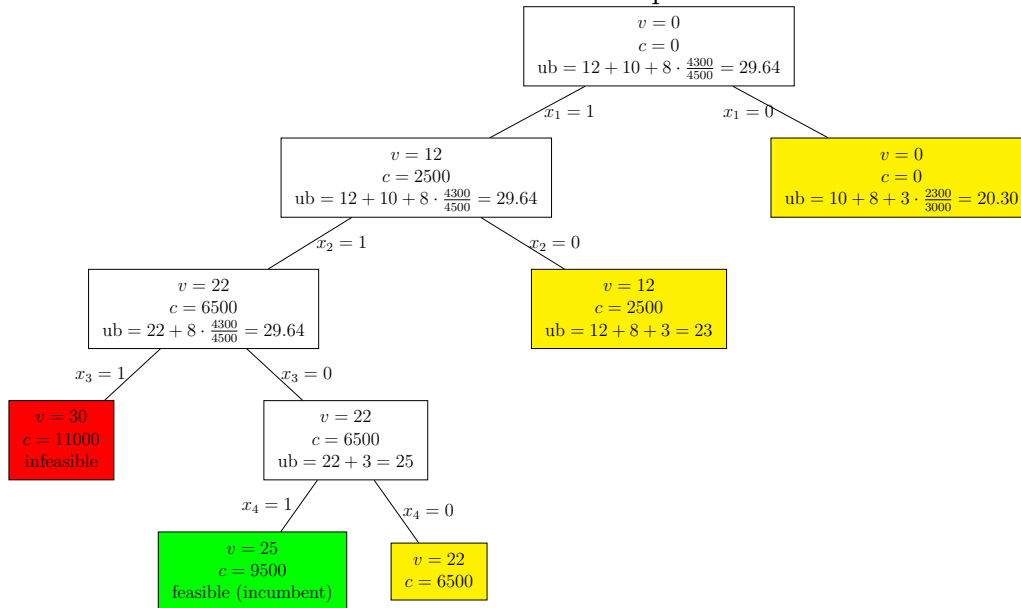 v = 0
c = 0
ub = 12 + 10 + 8 · 4300/4500 = 29.64
x₁ = 1
x₁ = 0
v = 12
c = 2500
ub = 12 + 10 + 8 · 4300/4500 = 29.64
v = 0
c = 0
ub = 10 + 8 + 3 · 2300/3000 = 20.30
x₂ = 1
x₂ = 0
v = 22
c = 6500
ub = 22 + 8 · 4300/4500 = 29.64
v = 12
c = 2500
ub = 12 + 8 + 3 = 23
x₃ = 1
x₃ = 0
v = 30
c = 11000
infeasible
v = 22
c = 6500
ub = 22 + 3 = 25
x₄ = 1
x₄ = 0
v = 25
c = 9500
feasible (incumbent)
v = 22
c = 6500